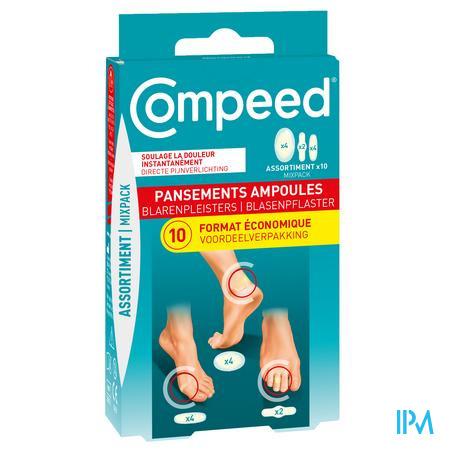 Compeed®
SOULAGE LA DOULEUR
INSTANTANÉMENT
DIRECTE PIJNVERLICHTING
x4 x2 x4
ASSORTIMENT x10
MIXPACK
PANSEMENTS AMPOULES
BLARENPLEISTERS | BLASENPFLASTER
10
FORMAT ÉCONOMIQUE
VOORDEELVERPAKKING
x4
x4
x2
ASSORTIMENT | MIXPACK
IPM